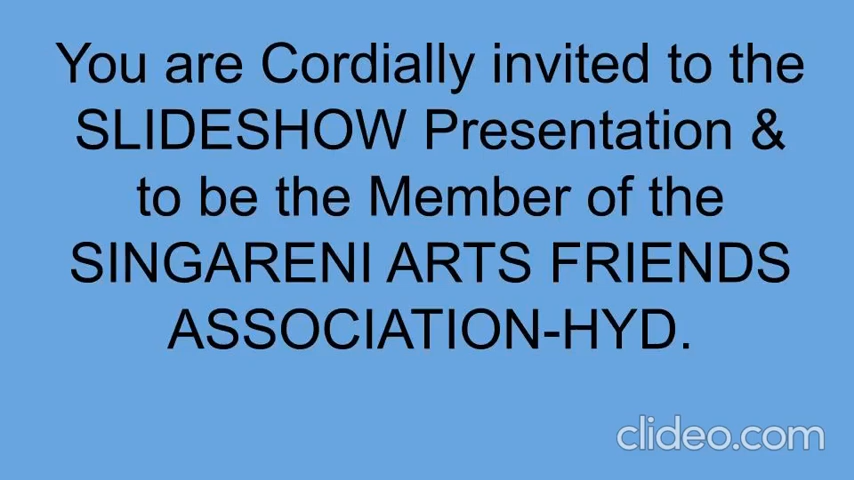 You are Cordially invited to the
SLIDESHOW Presentation &
to be the Member of the
SINGARENI ARTS FRIENDS
ASSOCIATION-HYD.
clideo.com